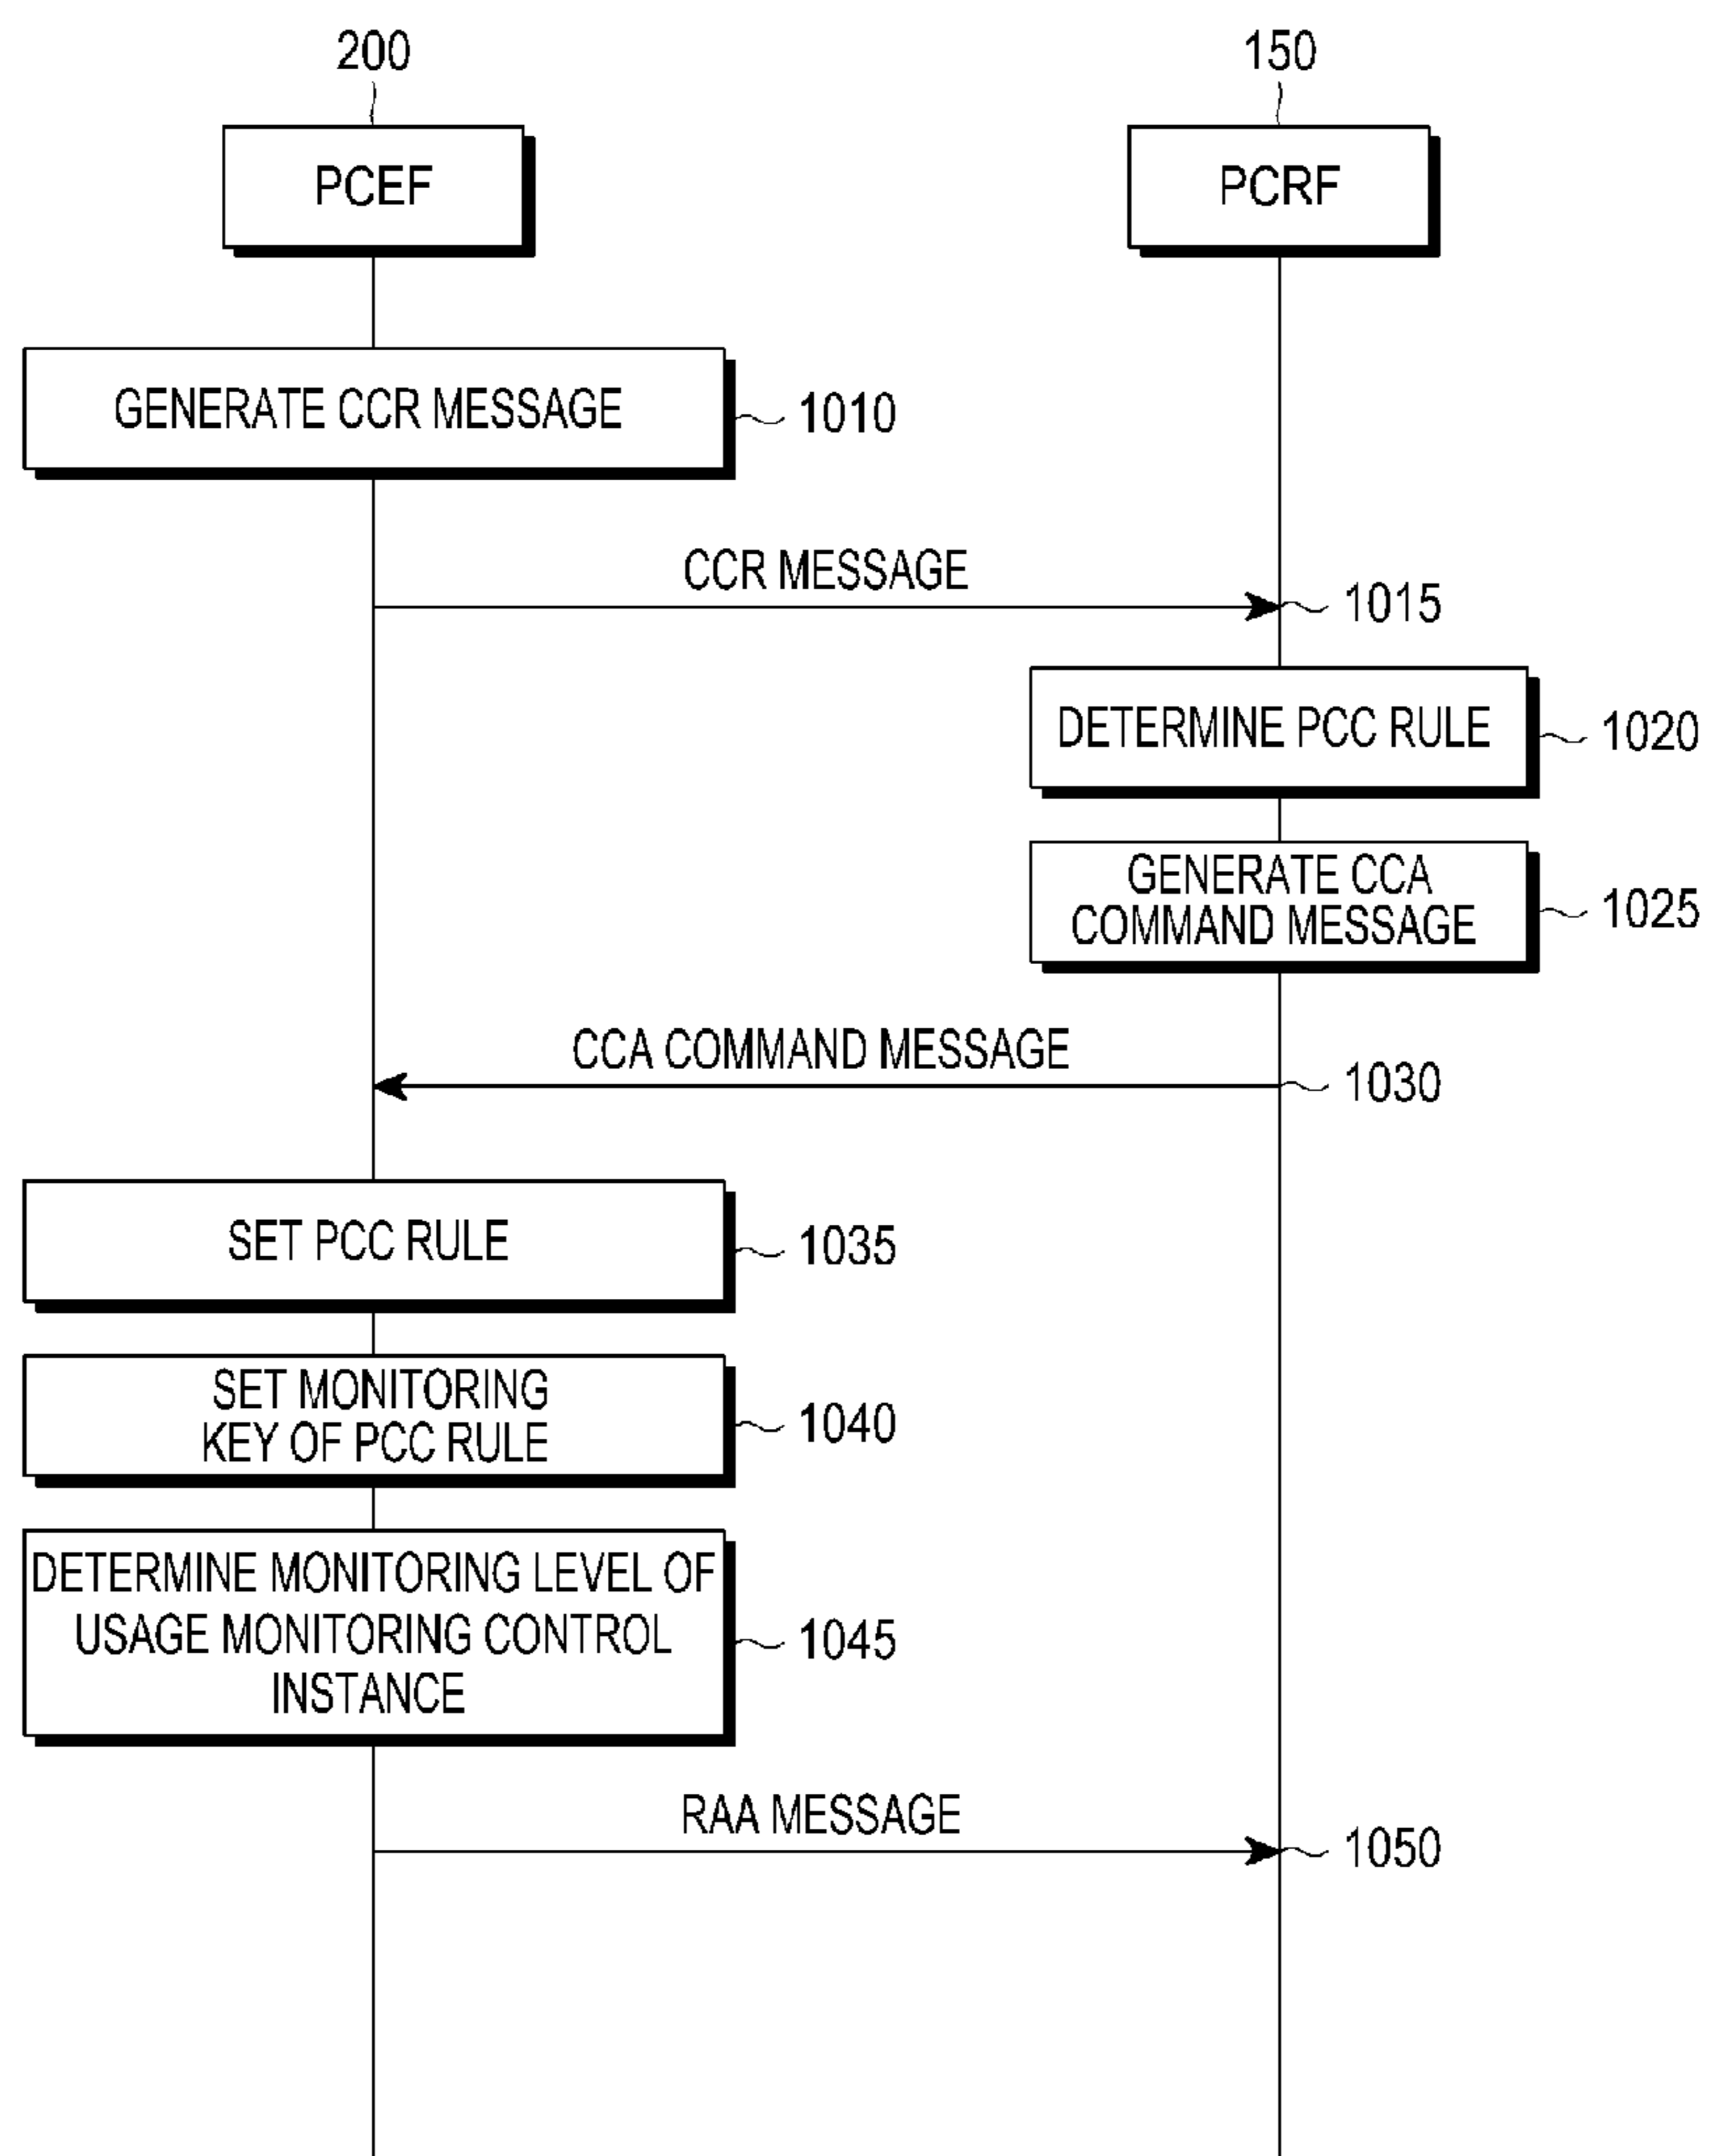 200
150
PCEF
PCRF
GENERATE CCR MESSAGE
1010
CCR MESSAGE
1015
DETERMINE PCC RULE
1020
GENERATE CCA
COMMAND MESSAGE
1025
CCA COMMAND MESSAGE
1030
SET PCC RULE
1035
SET MONITORING
KEY OF PCC RULE
1040
DETERMINE MONITORING LEVEL OF
USAGE MONITORING CONTROL
INSTANCE
1045
RAA MESSAGE
1050